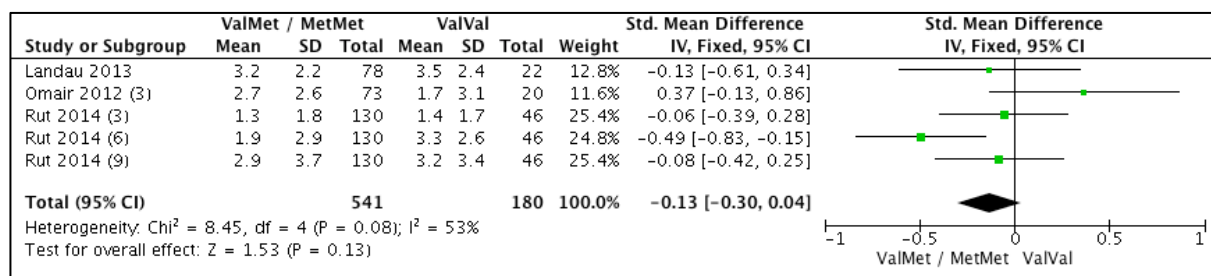 ValMet / MetMet ValVal Std. Mean Difference Std. Mean Difference
Study or Subgroup Mean SD Total Mean SD Total Weight IV, Fixed, 95% CI IV, Fixed, 95% CI
Landau 2013 3.2 2.2 78 3.5 2.4 22 12.8% -0.13 [-0.61, 0.34]
Omair 2012 (3) 2.7 2.6 73 1.7 3.1 20 11.6% 0.37 [-0.13, 0.86]
Rut 2014 (3) 1.3 1.8 130 1.4 1.7 46 25.4% -0.06 [-0.39, 0.28]
Rut 2014 (6) 1.9 2.9 130 3.3 2.6 46 24.8% -0.49 [-0.83, -0.15]
Rut 2014 (9) 2.9 3.7 130 3.2 3.4 46 25.4% -0.08 [-0.42, 0.25]
Total (95% CI) 541 180 100.0% -0.13 [-0.30, 0.04]
Heterogeneity: Chi² = 8.45, df = 4 (P = 0.08); I² = 53%
Test for overall effect: Z = 1.53 (P = 0.13)
-1 -0.5 0 0.5 1
ValMet / MetMet ValVal